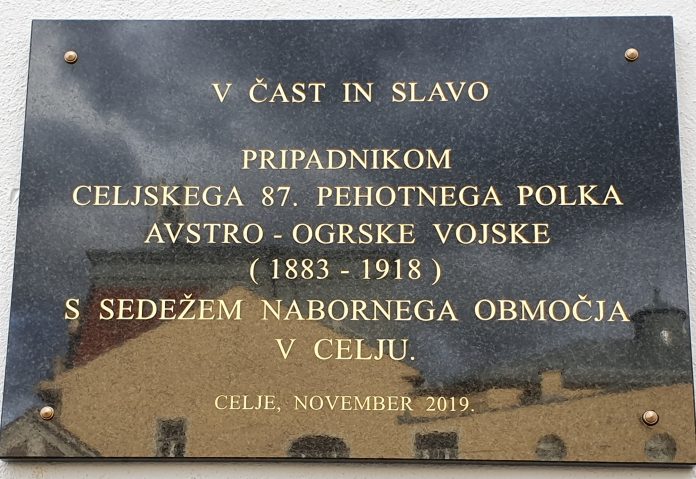 V ČAST IN SLAVO
PRIPADNIKOM
CELJSKEGA 87. PEHOTNEGA POLKA
AVSTRO - OGRSKE VOJSKE
( 1883 - 1918 )
S SEDEŽEM NABORNEGA OBMOČJA
V CELJU.
CELJE, NOVEMBER 2019.